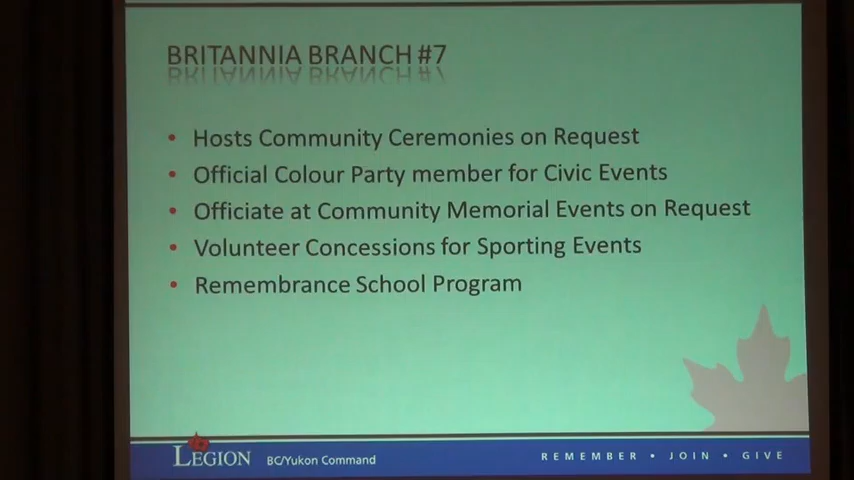 BRITANNIA BRANCH #7
• Hosts Community Ceremonies on Request
• Official Colour Party member for Civic Events
• Officiate at Community Memorial Events on Request
• Volunteer Concessions for Sporting Events
• Remembrance School Program
LEGION BC/Yukon Command REMEMBER • JOIN • GIVE